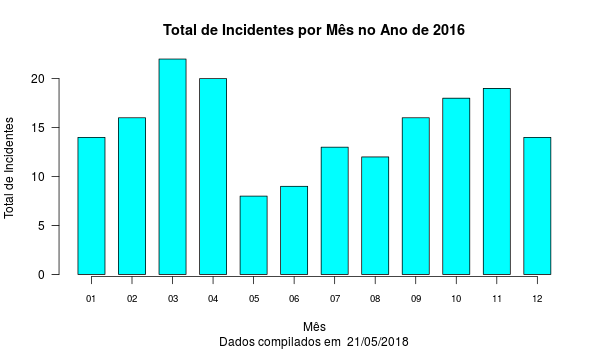 Total de Incidentes por Mês no Ano de 2016
Total de Incidentes
20
15
10
5
0
01 02 03 04 05 06 07 08 09 10 11 12
Mês
Dados compilados em 21/05/2018